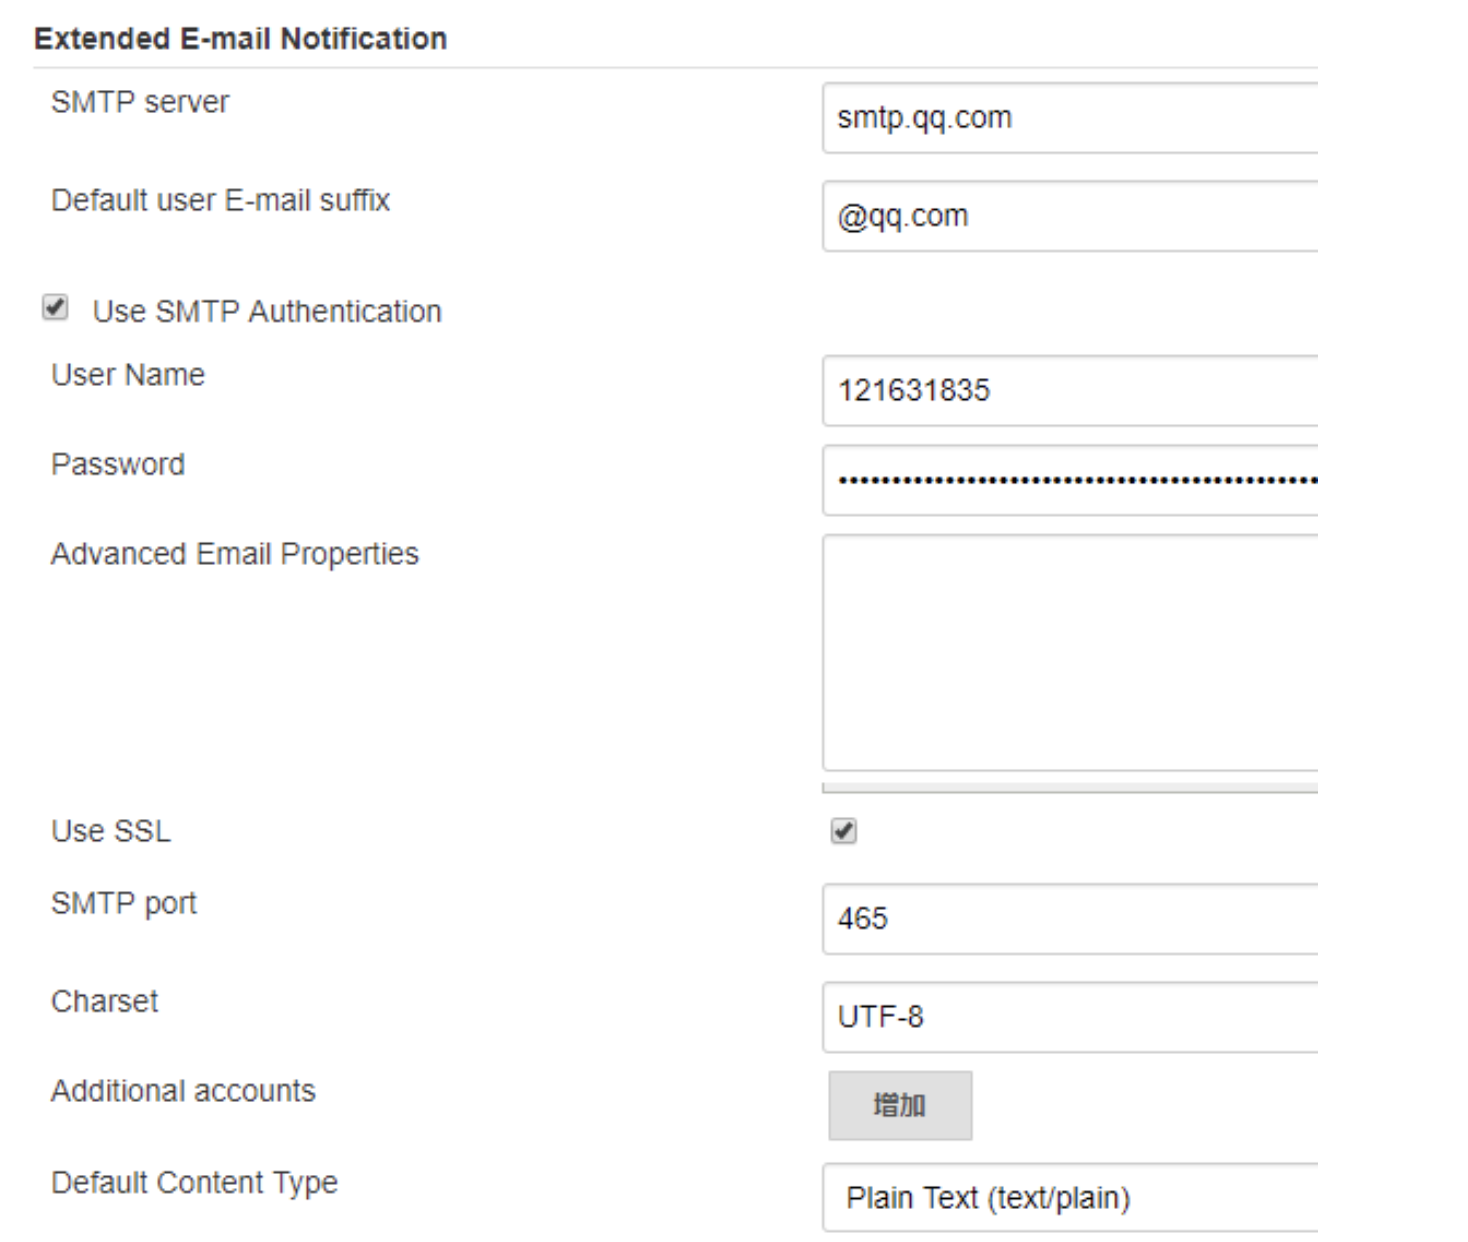 Extended E-mail Notification
SMTP server
smtp.qq.com
Default user E-mail suffix
@qq.com
Use SMTP Authentication
User Name
121631835
Password
Advanced Email Properties
Use SSL
SMTP port
465
Charset
UTF-8
Additional accounts
增加
Default Content Type
Plain Text (text/plain)